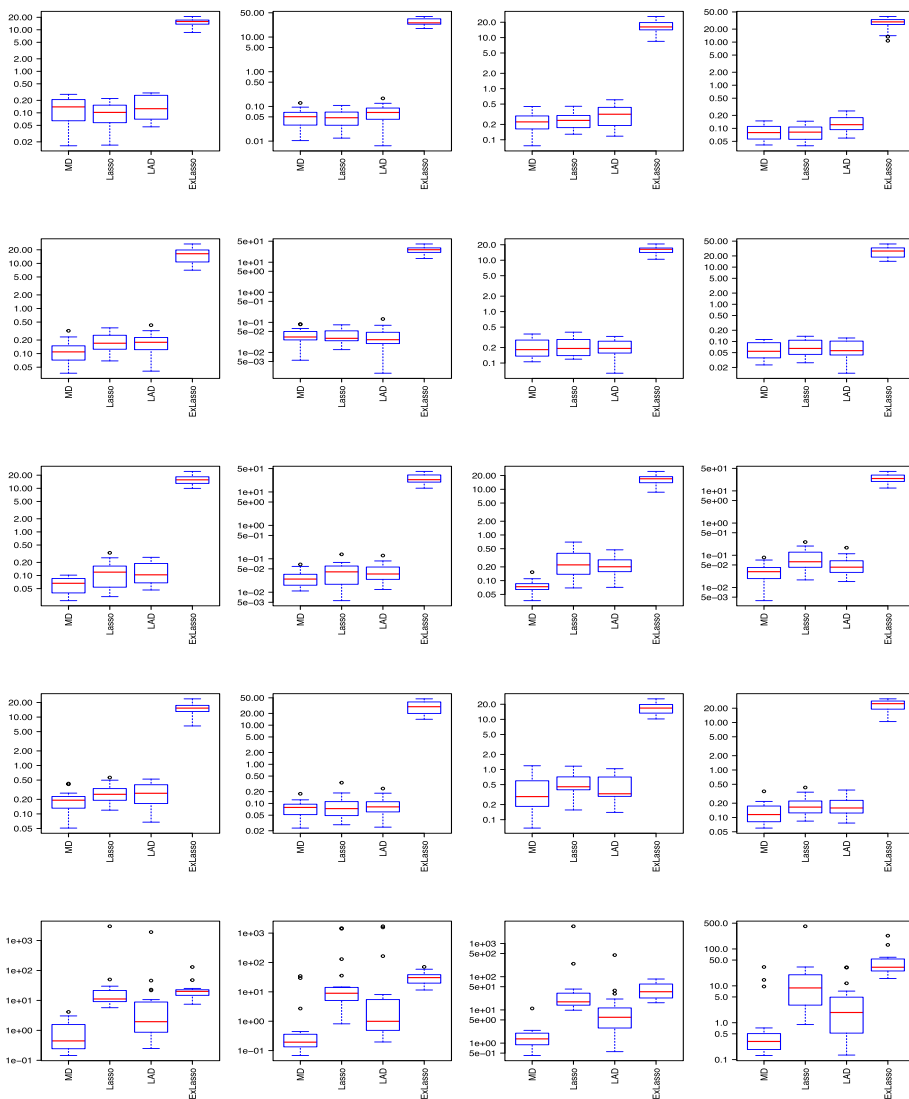 20.00
10.00
5.00
2.00
1.00
0.50
0.20
0.10
0.05
0.02
MD
Lasso
LAD
ExLasso
50.00
10.00
5.00
1.00
0.50
0.10
0.05
0.01
MD
Lasso
LAD
ExLasso
20.0
10.0
5.0
2.0
1.0
0.5
0.2
0.1
MD
Lasso
LAD
ExLasso
50.00
20.00
10.00
5.00
2.00
1.00
0.50
0.20
0.10
0.05
MD
Lasso
LAD
ExLasso
20.00
10.00
5.00
2.00
1.00
0.50
0.20
0.10
0.05
MD
Lasso
LAD
ExLasso
5e+01
1e+01
5e+00
1e+00
5e−01
1e−01
5e−02
1e−02
5e−03
MD
Lasso
LAD
ExLasso
20.0
10.0
5.0
2.0
1.0
0.5
0.2
0.1
MD
Lasso
LAD
ExLasso
50.00
20.00
10.00
5.00
2.00
1.00
0.50
0.20
0.10
0.05
0.02
MD
Lasso
LAD
ExLasso
20.00
10.00
5.00
2.00
1.00
0.50
0.20
0.10
0.05
MD
Lasso
LAD
ExLasso
5e+01
1e+01
5e+00
1e+00
5e−01
1e−01
5e−02
1e−02
5e−03
MD
Lasso
LAD
ExLasso
20.00
10.00
5.00
2.00
1.00
0.50
0.20
0.10
0.05
MD
Lasso
LAD
ExLasso
5e+01
1e+01
5e+00
1e+00
5e−01
1e−01
5e−02
1e−02
5e−03
MD
Lasso
LAD
ExLasso
20.00
10.00
5.00
2.00
1.00
0.50
0.20
0.10
0.05
MD
Lasso
LAD
ExLasso
50.00
20.00
10.00
5.00
2.00
1.00
0.50
0.20
0.10
0.05
0.02
MD
Lasso
LAD
ExLasso
20.0
10.0
5.0
2.0
1.0
0.5
0.2
0.1
MD
Lasso
LAD
ExLasso
20.00
10.00
5.00
2.00
1.00
0.50
0.20
0.10
0.05
MD
Lasso
LAD
ExLasso
1e+03
1e+02
1e+01
1e+00
1e−01
MD
Lasso
LAD
ExLasso
1e+03
1e+02
1e+01
1e+00
1e−01
MD
Lasso
LAD
ExLasso
1e+03
5e+02
1e+02
5e+01
1e+01
5e+00
1e+00
5e−01
MD
Lasso
LAD
ExLasso
500.0
100.0
50.0
10.0
5.0
1.0
0.5
0.1
MD
Lasso
LAD
ExLasso